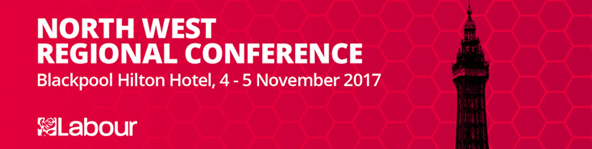 NORTH WEST
REGIONAL CONFERENCE
Blackpool Hilton Hotel, 4 - 5 November 2017
Labour